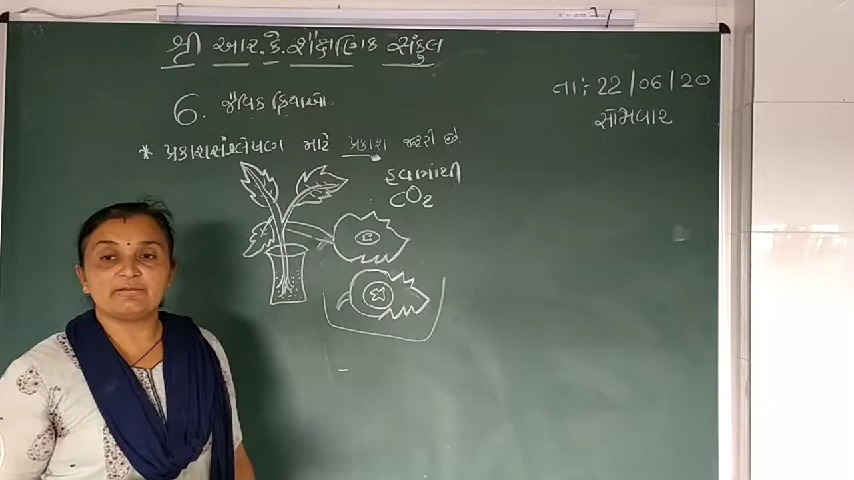 શ્રી આર.કે.શૈક્ષણિક સંકુલ
તા: 22/06/20
સોમવાર
6. જૈવિક ક્રિયાઓ.
* પ્રકાશસંશ્લેષણ માટે પ્રકાશ જરૂરી છે.
હવામાંથી
CO2